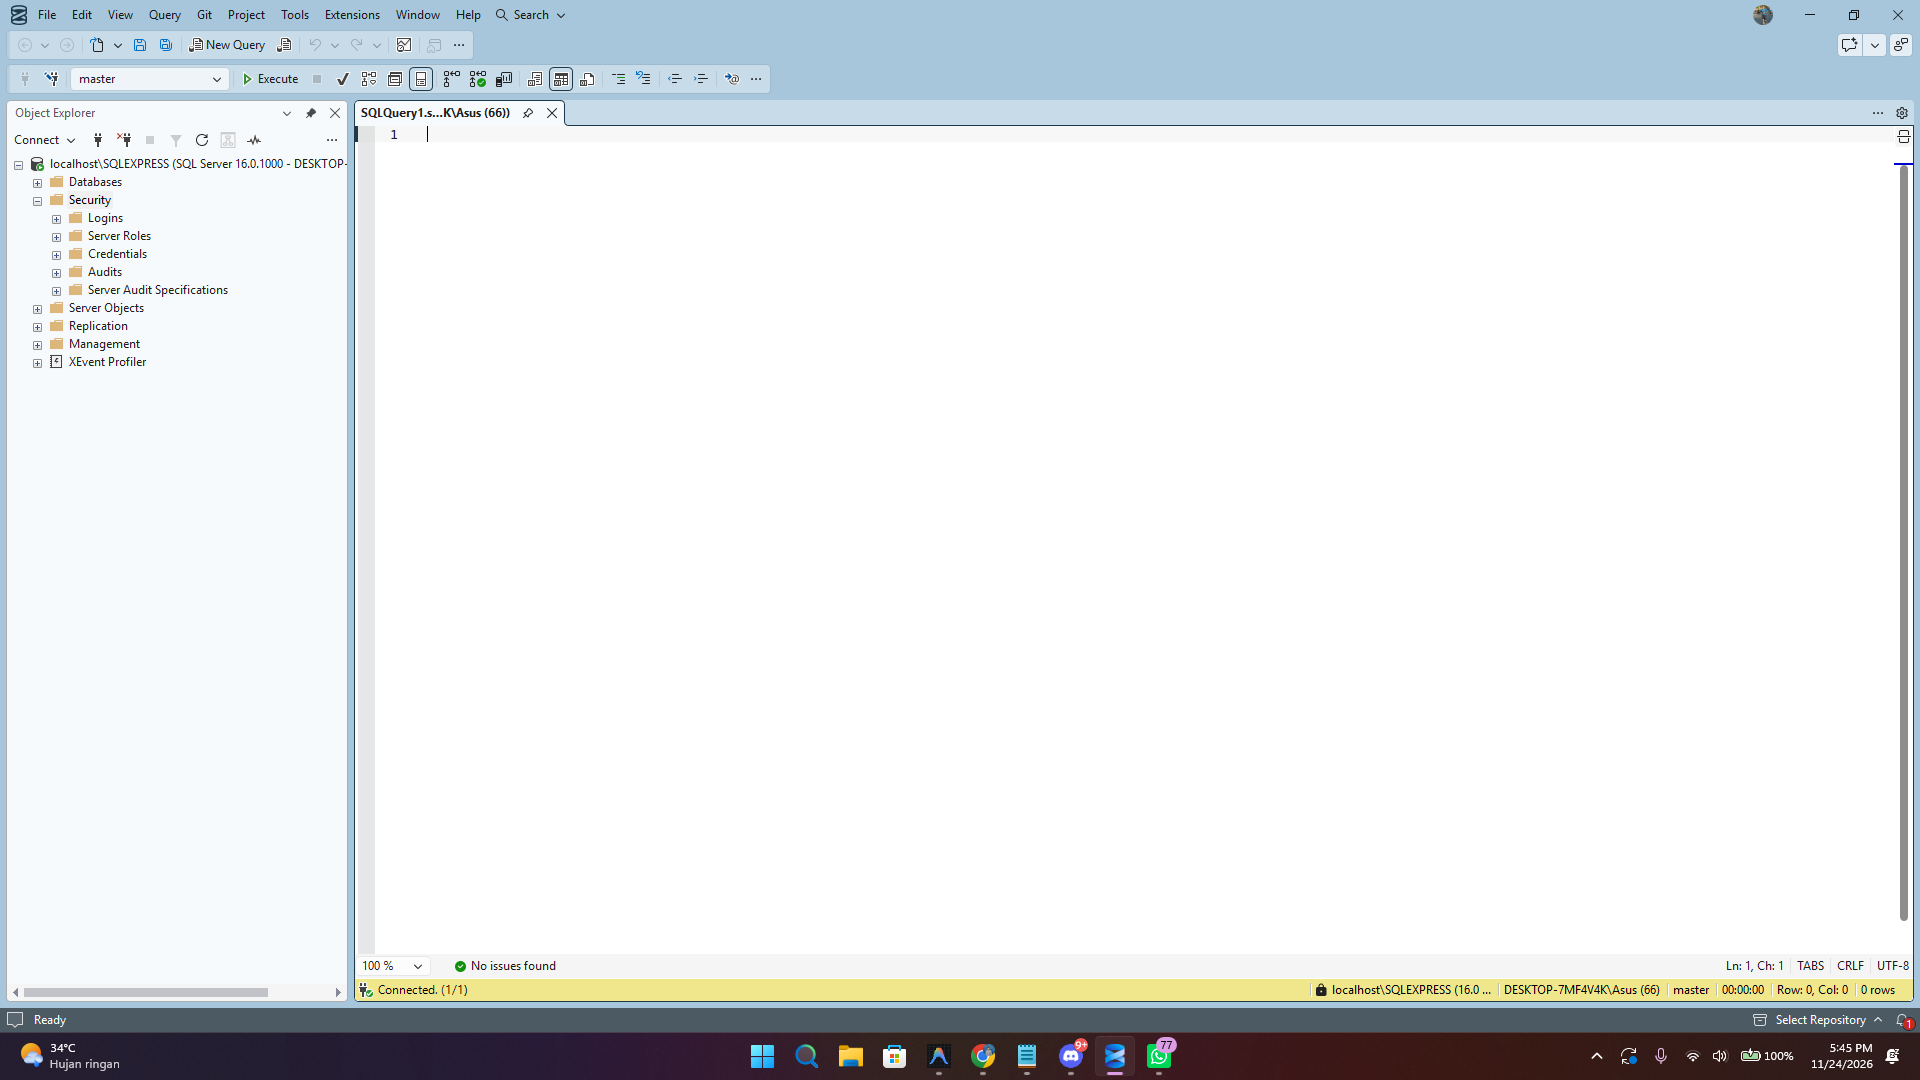 File Edit View Query Git Project Tools Extensions Window Help Search
New Query
master Execute
Object Explorer
SQLQuery1.s...K\Asus (66))
Connect
1
localhost\SQLEXPRESS (SQL Server 16.0.1000 - DESKTOP-
Databases
Security
Logins
Server Roles
Credentials
Audits
Server Audit Specifications
Server Objects
Replication
Management
XEvent Profiler
100 % No issues found Ln: 1, Ch: 1 TABS CRLF UTF-8
Connected. (1/1) localhost\SQLEXPRESS (16.0 ... DESKTOP-7MF4V4K\Asus (66) master 00:00:00 Row: 0, Col: 0 0 rows
Ready Select Repository 1
34°C
Hujan ringan
9+
77
100%
5:45 PM
11/24/2026